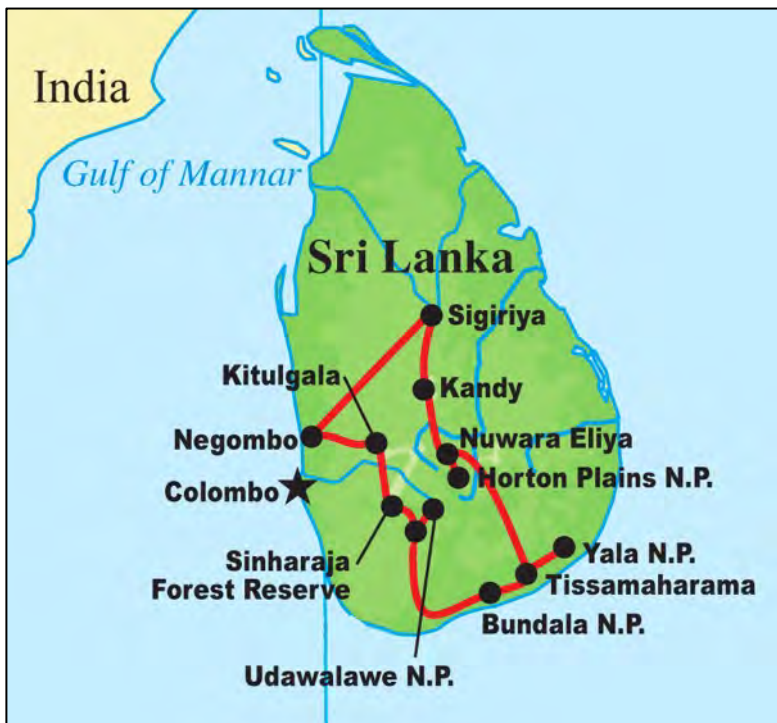 India
Gulf of Mannar
Sri Lanka
Sigiriya
Kitulgala
Kandy
Negombo
Nuwara Eliya
Horton Plains N.P.
Colombo
Sinharaja
Forest Reserve
Yala N.P.
Tissamaharama
Bundala N.P.
Udawalawe N.P.